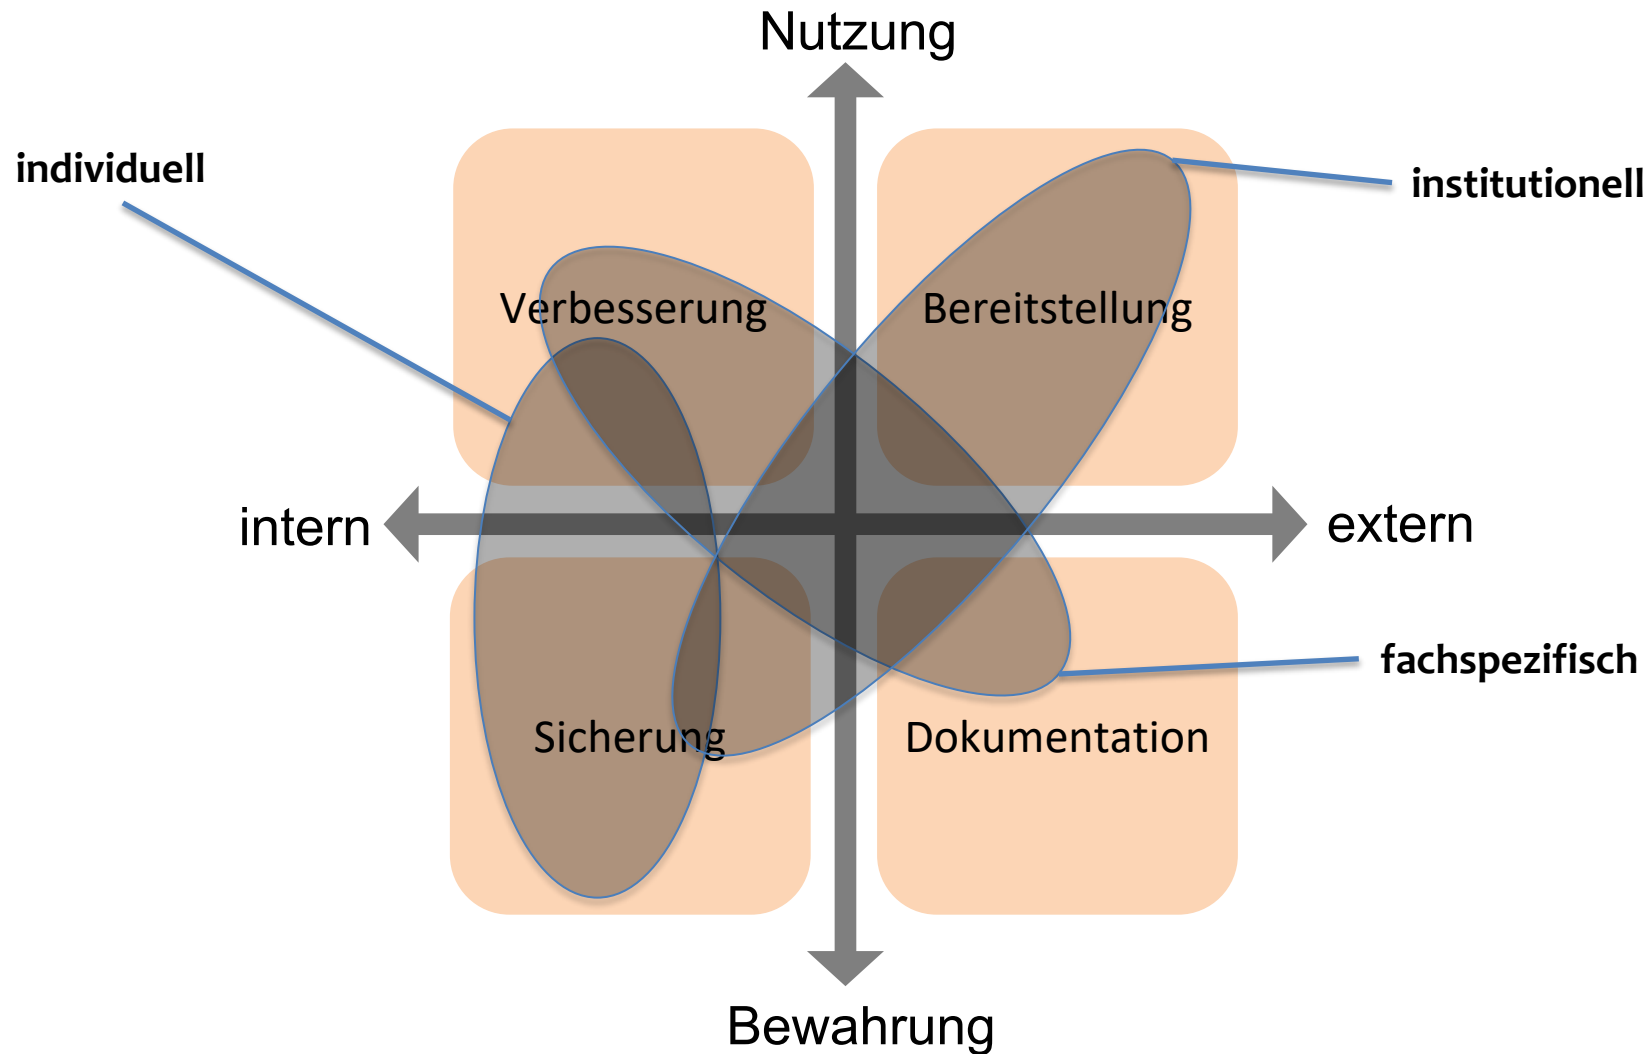 Nutzung
individuell
institutionell
Verbesserung
Bereitstellung
intern
extern
fachspezifisch
Sicherung
Dokumentation
Bewahrung